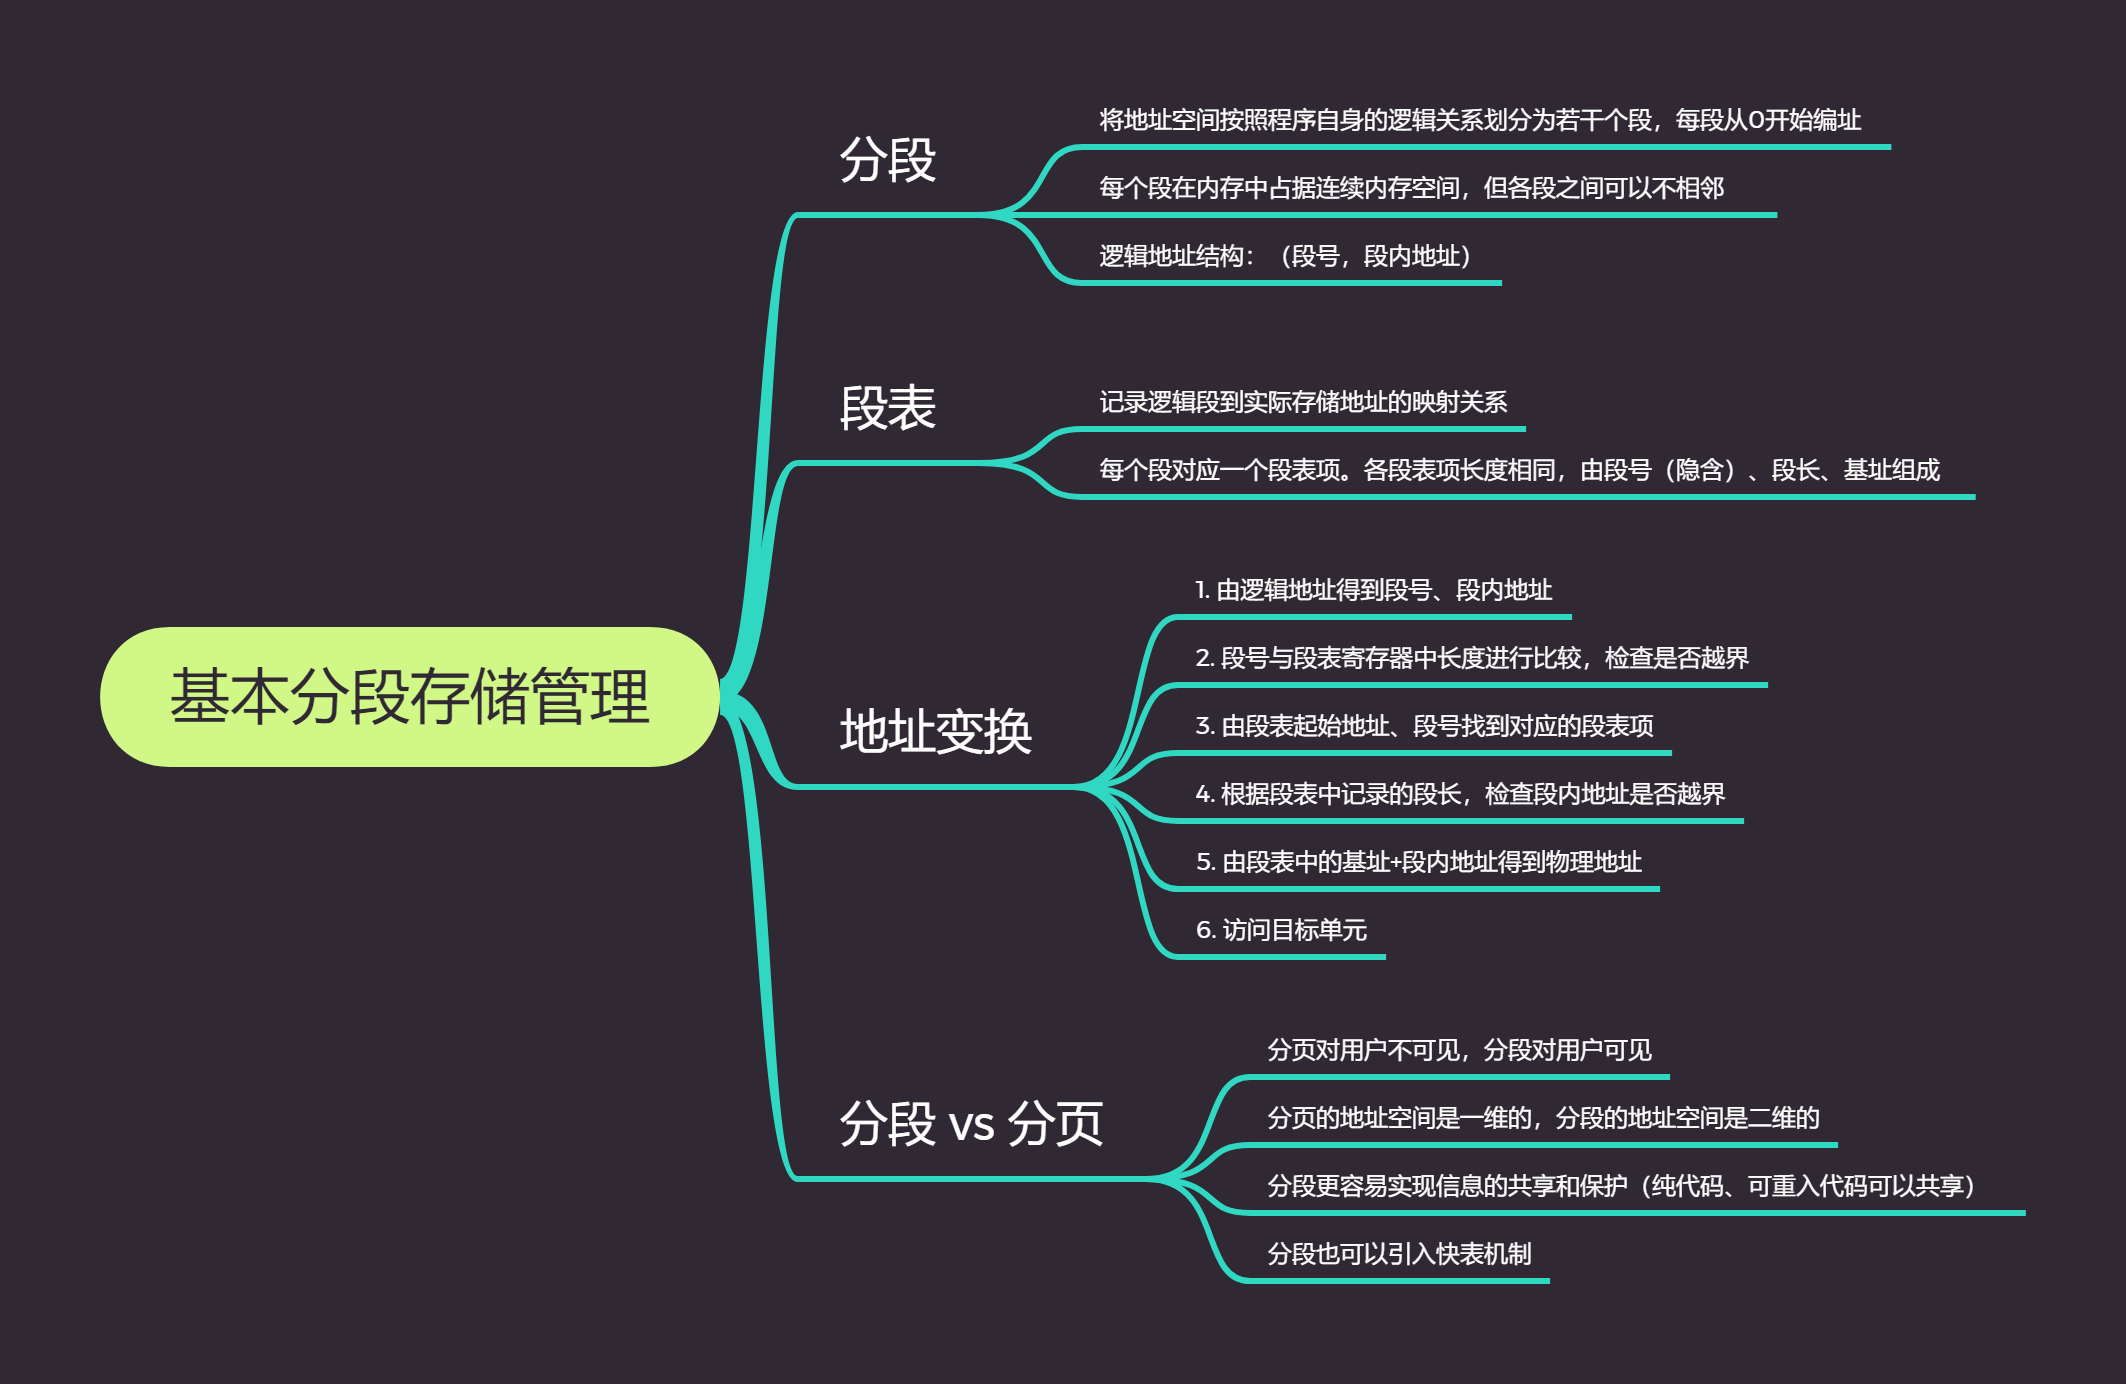 基本分段存储管理
分段
将地址空间按照程序自身的逻辑关系划分为若干个段，每段从0开始编址
每个段在内存中占据连续内存空间，但各段之间可以不相邻
逻辑地址结构：（段号，段内地址）
段表
记录逻辑段到实际存储地址的映射关系
每个段对应一个段表项。各段表项长度相同，由段号（隐含）、段长、基址组成
地址变换
1. 由逻辑地址得到段号、段内地址
2. 段号与段表寄存器中长度进行比较，检查是否越界
3. 由段表起始地址、段号找到对应的段表项
4. 根据段表中记录的段长，检查段内地址是否越界
5. 由段表中的基址+段内地址得到物理地址
6. 访问目标单元
分段 vs 分页
分页对用户不可见，分段对用户可见
分页的地址空间是一维的，分段的地址空间是二维的
分段更容易实现信息的共享和保护（纯代码、可重入代码可以共享）
分段也可以引入快表机制